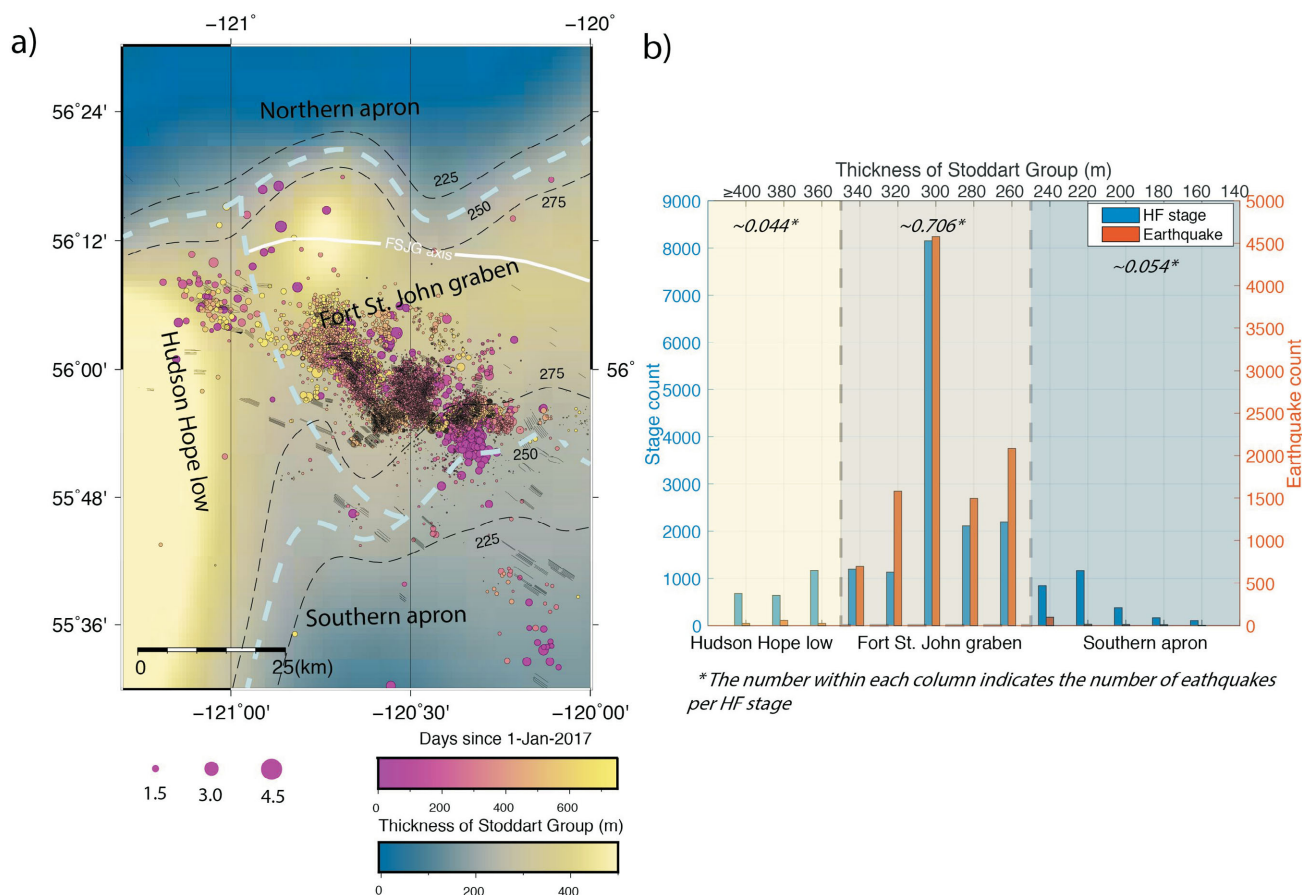 a)
−121°
−120°
56°24'
56°12'
56°00'
55°48'
55°36'
56°
Northern apron
225
250
275
FSJG axis
Fort St. John graben
Hudson Hope low
275
250
225
Southern apron
0 25(km)
−121°00'
−120°30'
−120°00'
1.5 3.0 4.5
Days since 1-Jan-2017
0 200 400 600
Thickness of Stoddart Group (m)
0 200 400
b)
Thickness of Stoddart Group (m)
≥400 380 360 340 320 300 280 260 240 220 200 180 160 140
9000
8000
7000
6000
5000
4000
3000
2000
1000
0
Stage count
~0.044*
~0.706*
~0.054*
HF stage
Earthquake
5000
4500
4000
3500
3000
2500
2000
1500
1000
500
0
Earthquake count
Hudson Hope low Fort St. John graben Southern apron
* The number within each column indicates the number of eathquakes
per HF stage